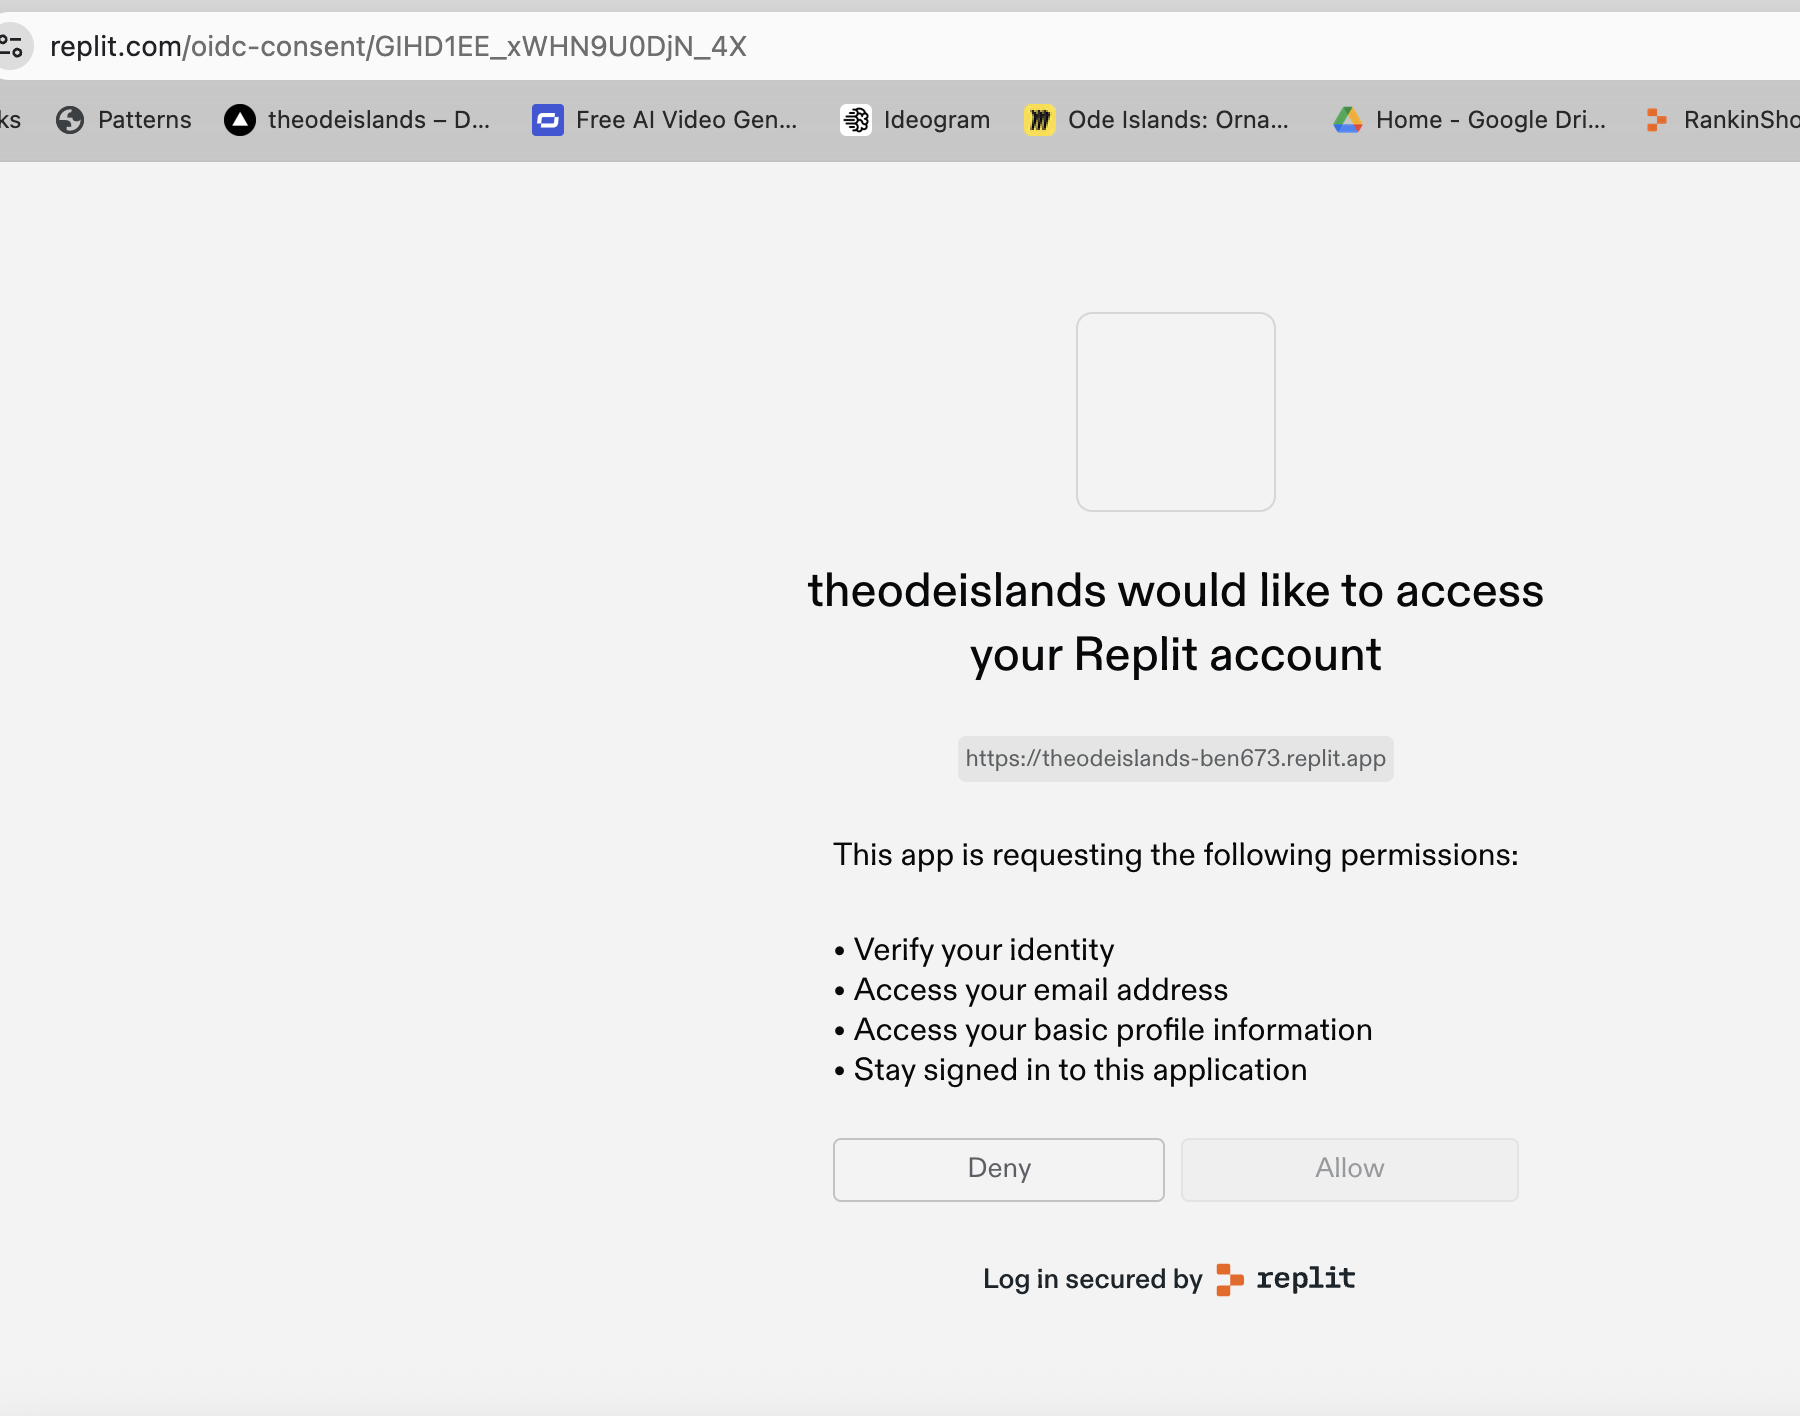 replit.com/oidc-consent/GIHD1EE_xWHN9U0DjN_4X
ks Patterns theodeislands – D... Free AI Video Gen... Ideogram Ode Islands: Orna... Home - Google Dri... RankinSho
theodeislands would like to access
your Replit account
https://theodeislands-ben673.replit.app
This app is requesting the following permissions:
• Verify your identity
• Access your email address
• Access your basic profile information
• Stay signed in to this application
Deny Allow
Log in secured by replit